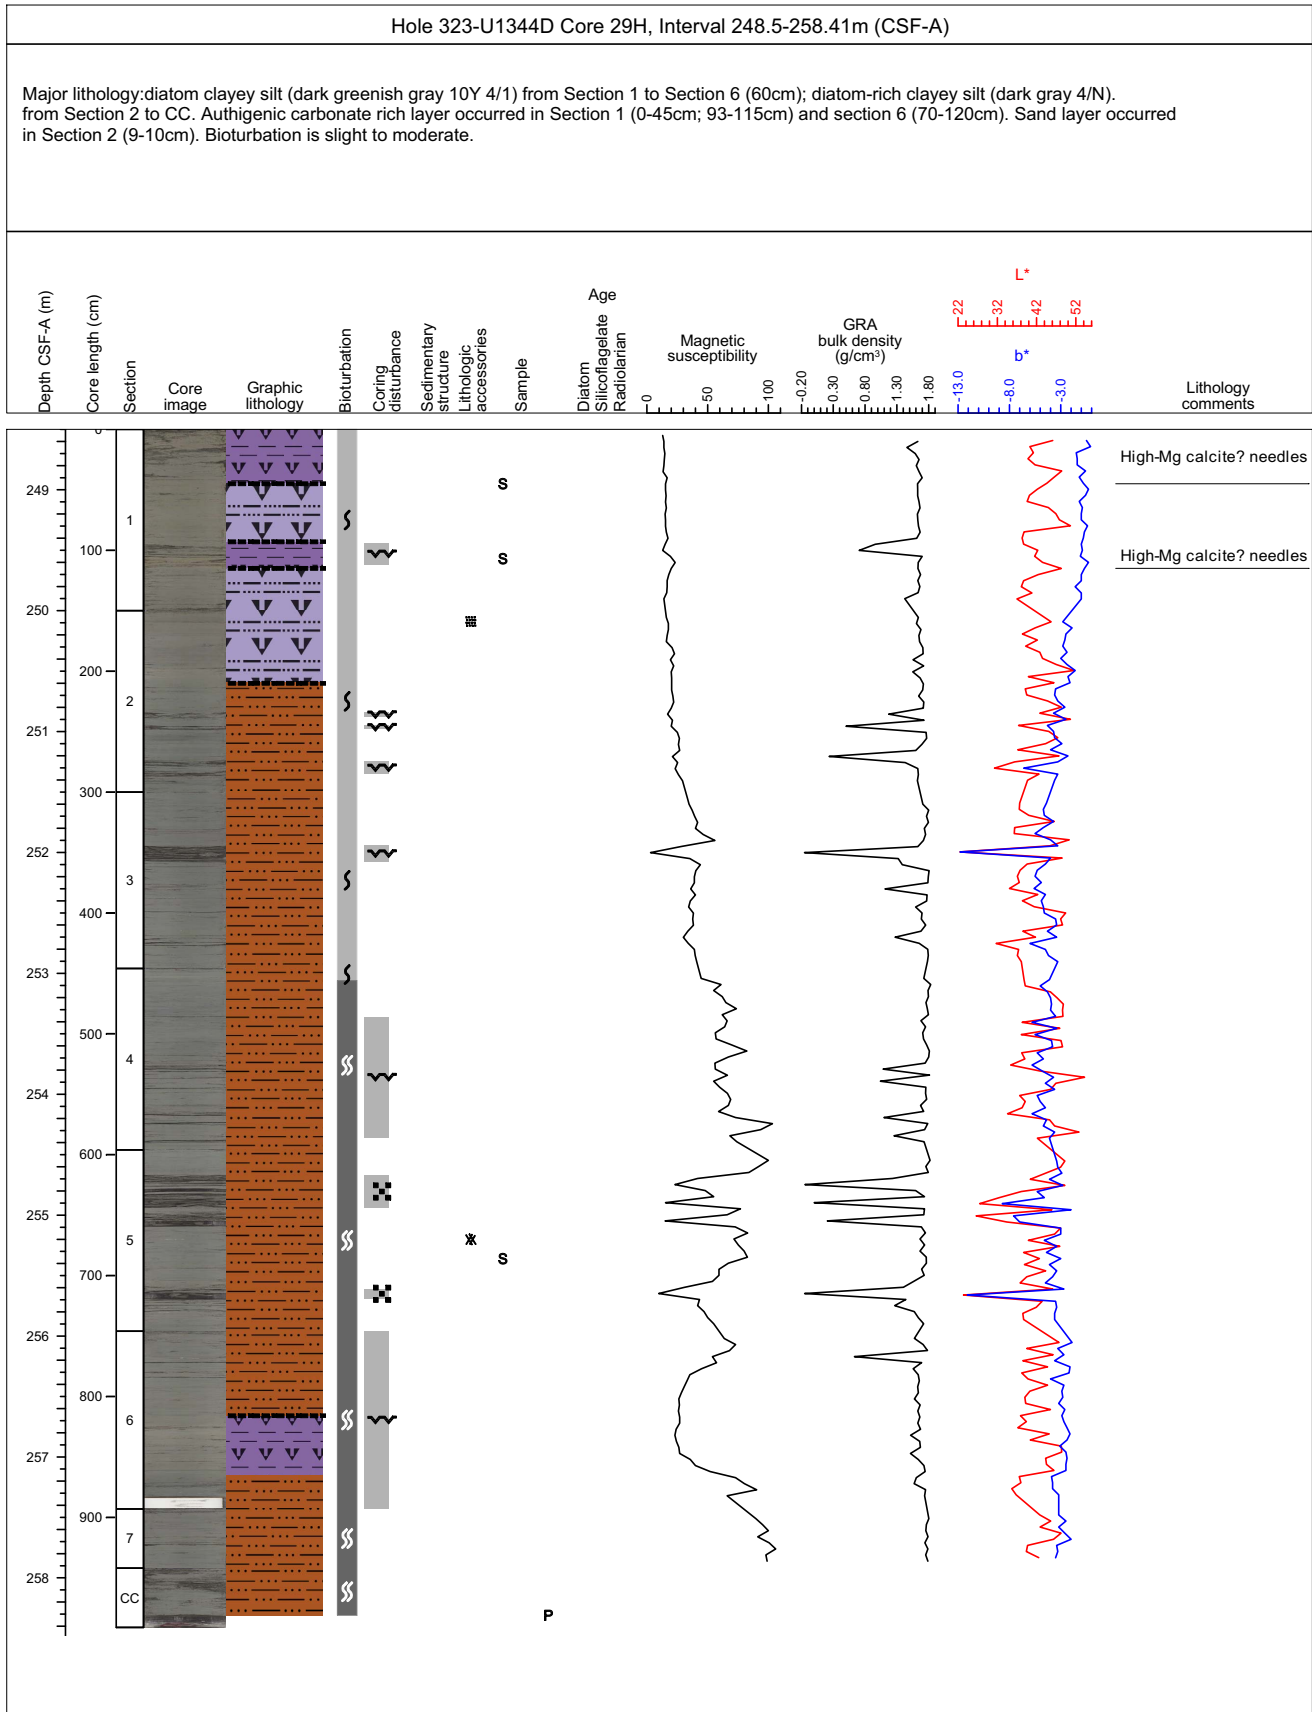 Hole 323-U1344D Core 29H, Interval 248.5-258.41m (CSF-A)
Major lithology:diatom clayey silt (dark greenish gray 10Y 4/1) from Section 1 to Section 6 (60cm); diatom-rich clayey silt (dark gray 4/N).
from Section 2 to CC. Authigenic carbonate rich layer occurred in Section 1 (0-45cm; 93-115cm) and section 6 (70-120cm). Sand layer occurred
in Section 2 (9-10cm). Bioturbation is slight to moderate.
Depth CSF-A (m)
Core length (cm)
Section
Core
image
Graphic
lithology
Bioturbation
Coring
disturbance
Sedimentary
structure
Lithologic
accessories
Sample
Age
Diatom
Silicoflagelate
Radiolarian
Magnetic
susceptibility
0
50
100
GRA
bulk density
(g/cm³)
-0.20
0.30
0.80
1.30
1.80
L*
22
32
42
52
b*
-13.0
-8.0
-3.0
Lithology
comments
0
High-Mg calcite? needles
249
S
1
100
S
High-Mg calcite? needles
250
200
2
251
300
252
3
400
253
500
4
254
600
255
5
S
700
256
800
6
257
900
7
258
CC
P